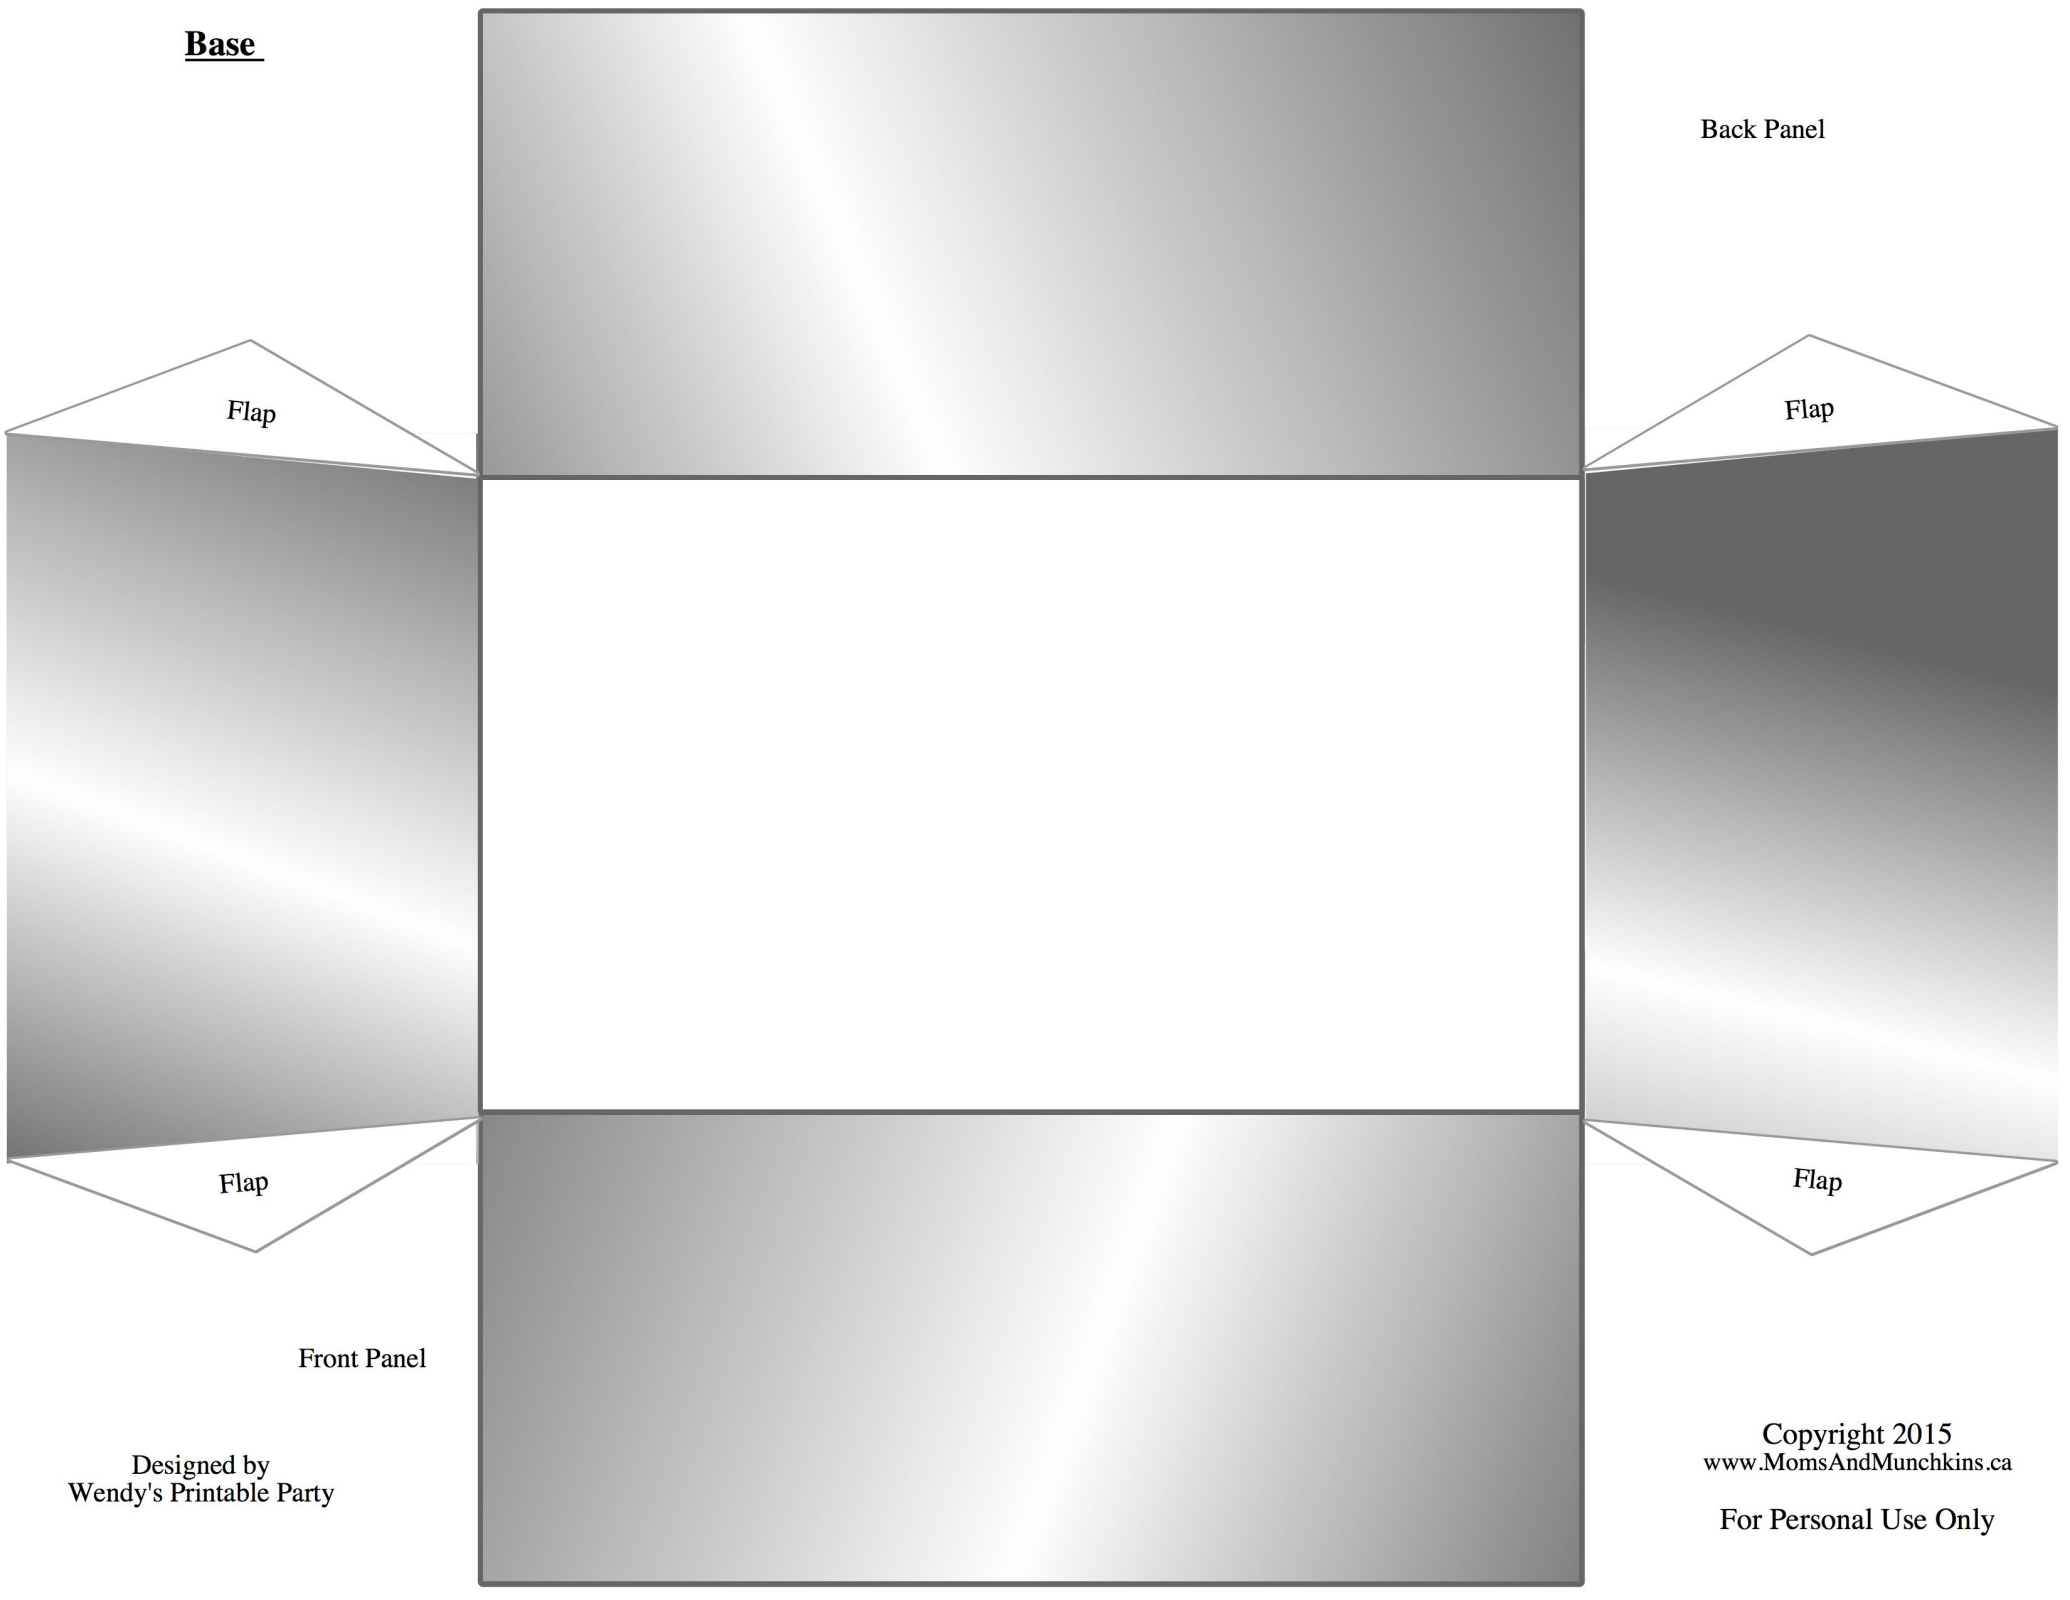 Base
Back Panel
Flap
Flap
Flap
Flap
Front Panel
Designed by
Wendy's Printable Party
Copyright 2015
www.MomsAndMunchkins.ca
For Personal Use Only